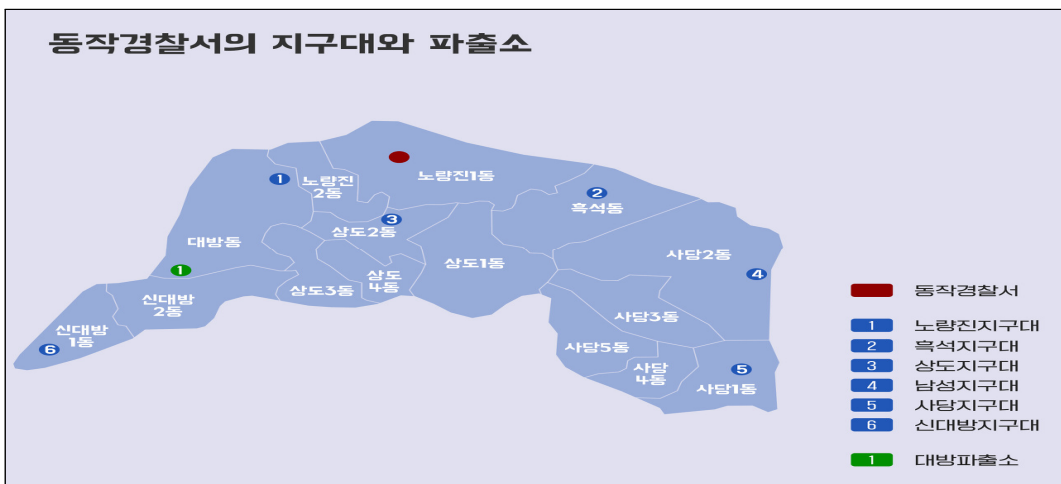 동작경찰서의 지구대와 파출소
노량진1동
1
노량진
2동
2
흑석동
3
상도2동
대방동
사당2동
상도1동
1
상도
4동
4
신대방
2동
상도3동
사당3동
신대방
1동
6
사당5동
사당
4동
5
사당1동
동작경찰서
1 노량진지구대
2 흑석지구대
3 상도지구대
4 남성지구대
5 사당지구대
6 신대방지구대
1 대방파출소